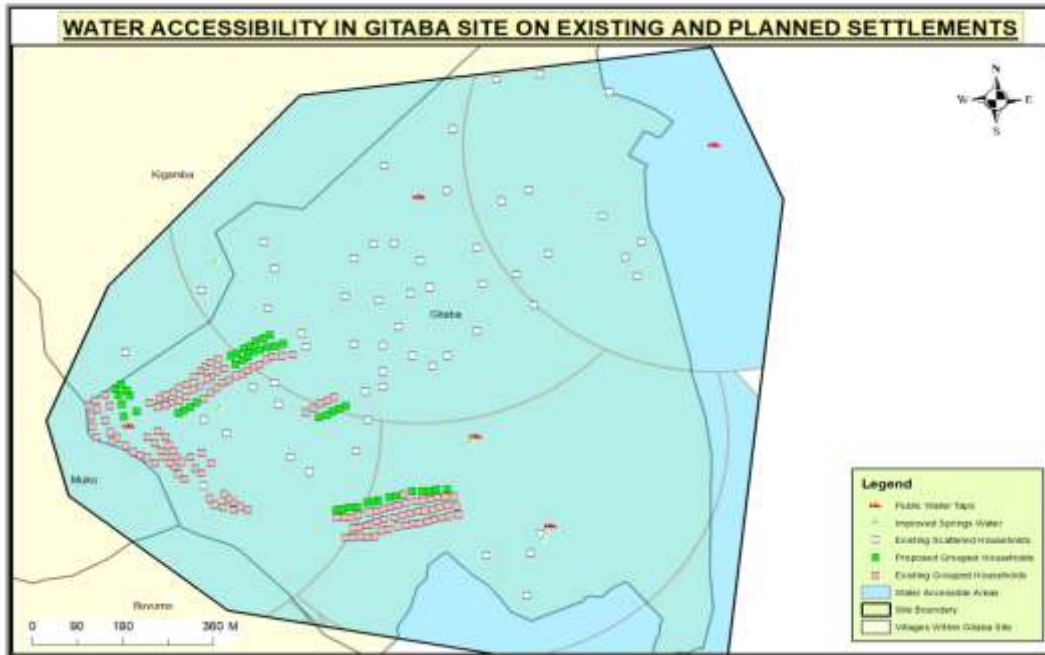 WATER ACCESSIBILITY IN GITABA SITE ON EXISTING AND PLANNED SETTLEMENTS
N
W E
S
Kigamba
Gitaba
Muko
Buvumo
0 90 180 360 M
Legend
Public Water Taps
Improved Springs Water
Existing Scattered Households
Proposed Grouped Households
Existing Grouped Households
Water Accessible Areas
Site Boundary
Villages Within Gitaba Site